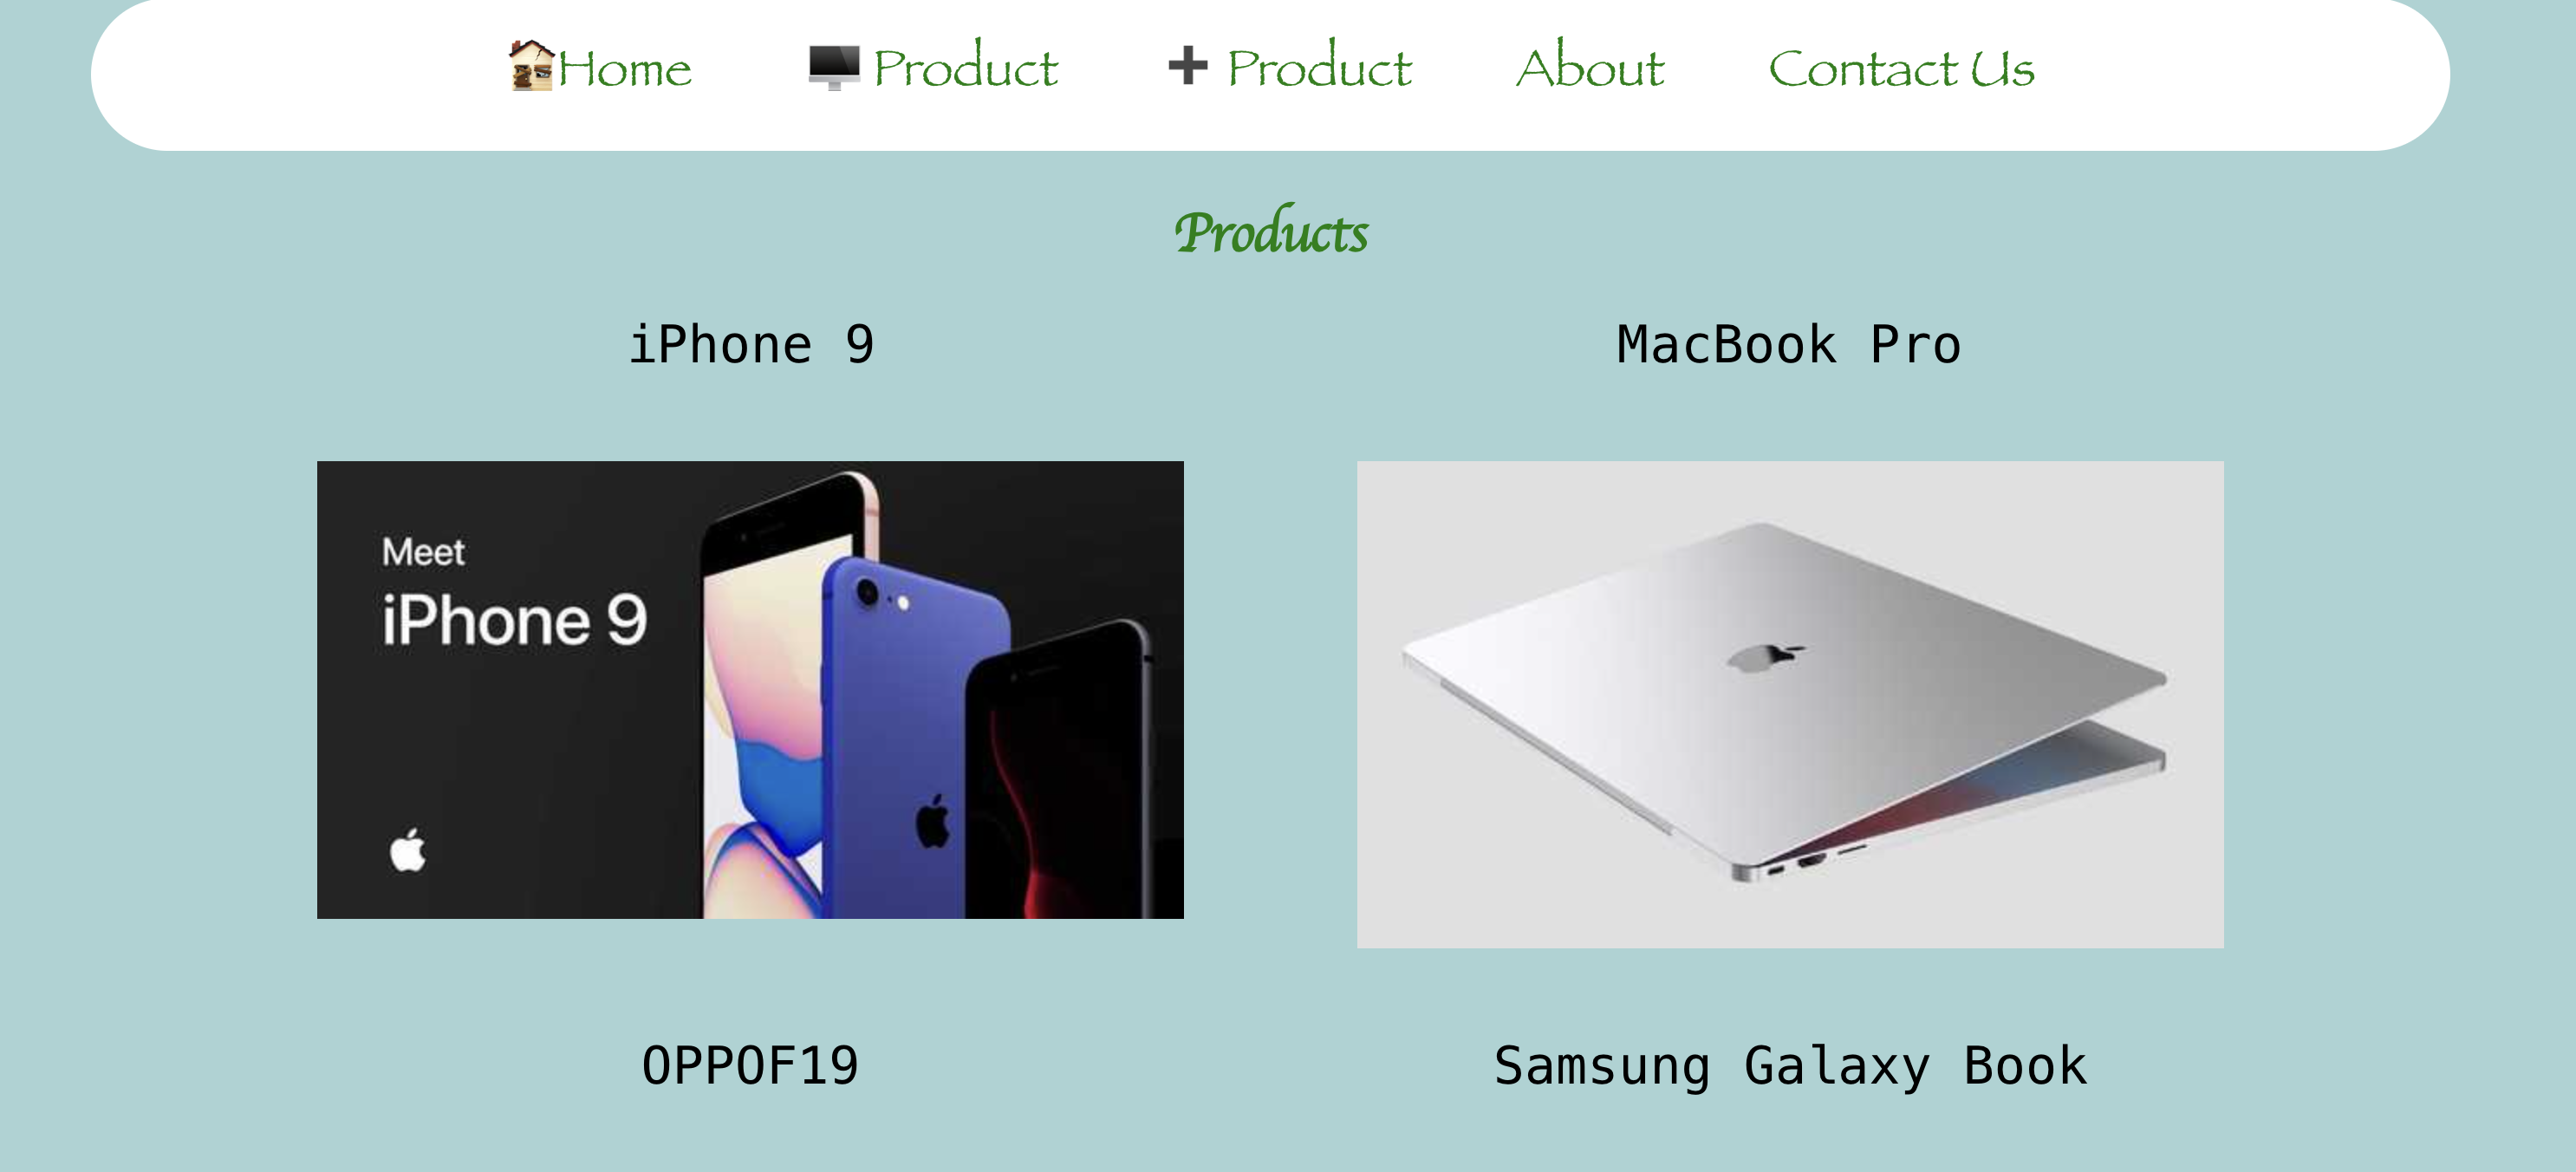 Home Product Product About Contact Us
Products
iPhone 9 MacBook Pro
Meet
iPhone 9
OPPOF19 Samsung Galaxy Book